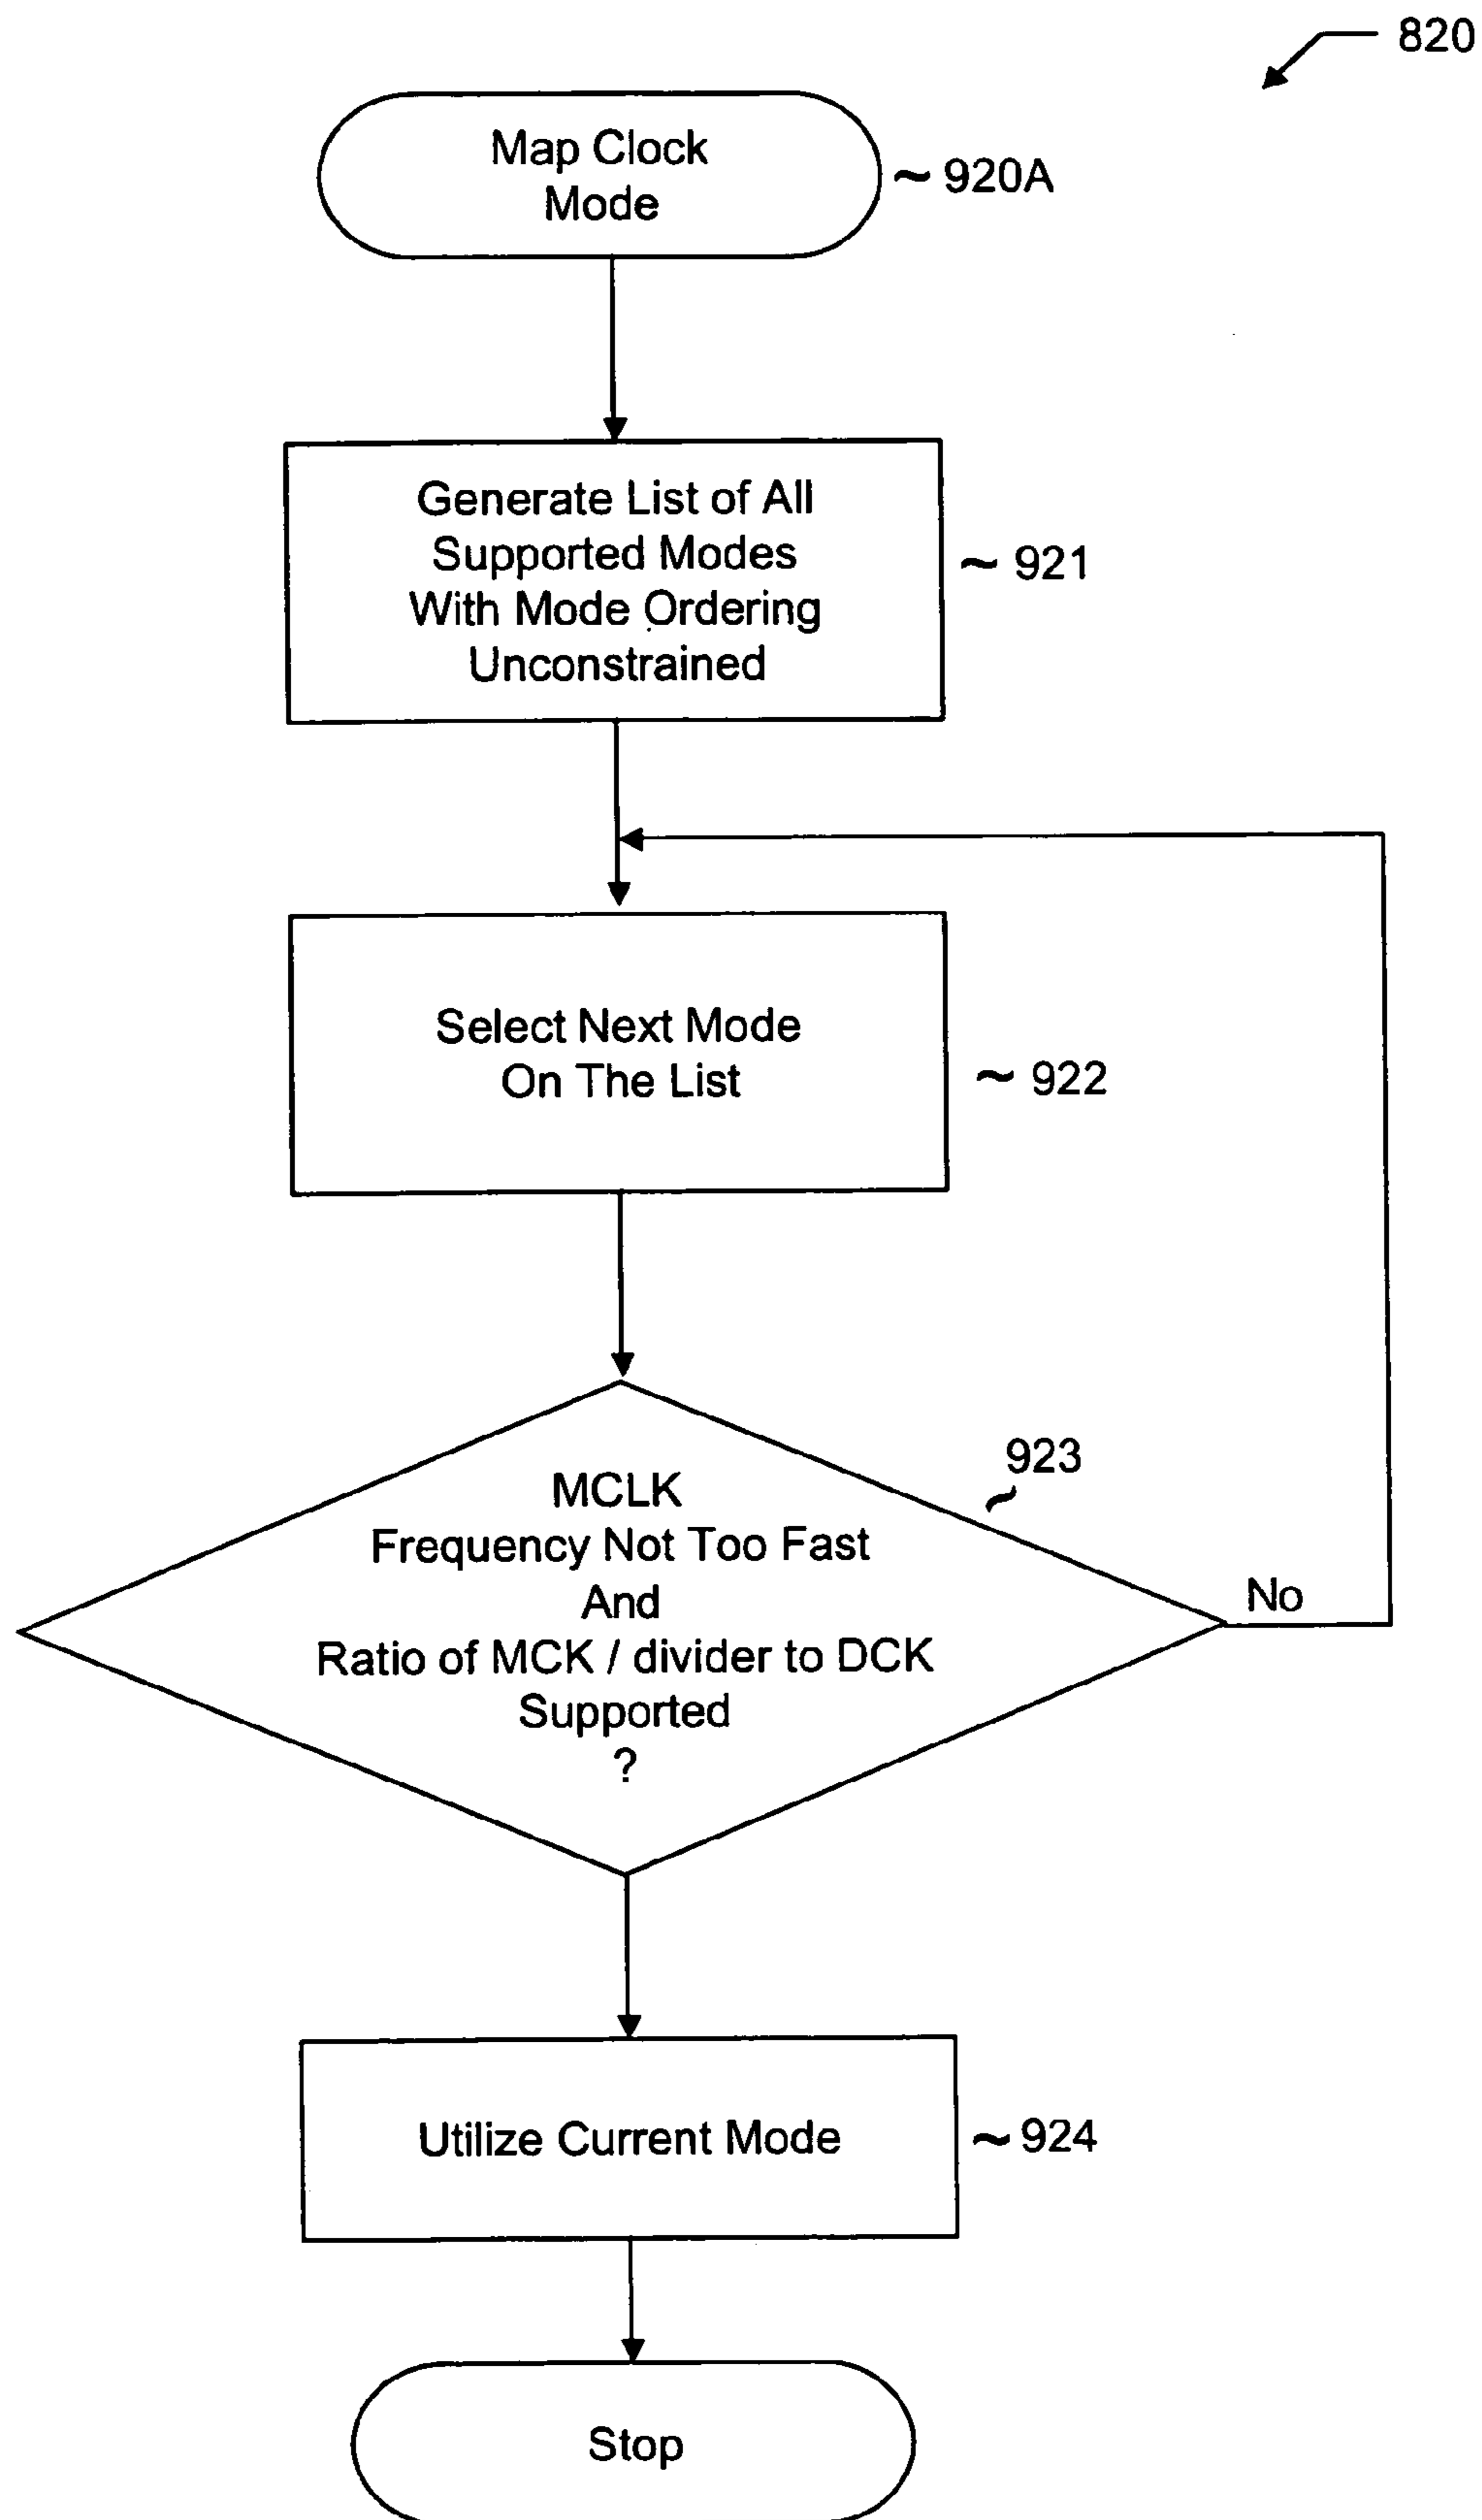 820
Map Clock
Mode
~ 920A
Generate List of All
Supported Modes
With Mode Ordering
Unconstrained
~ 921
Select Next Mode
On The List
~ 922
923
~
MCLK
Frequency Not Too Fast
And
Ratio of MCK / divider to DCK
Supported
?
No
Utilize Current Mode
~ 924
Stop